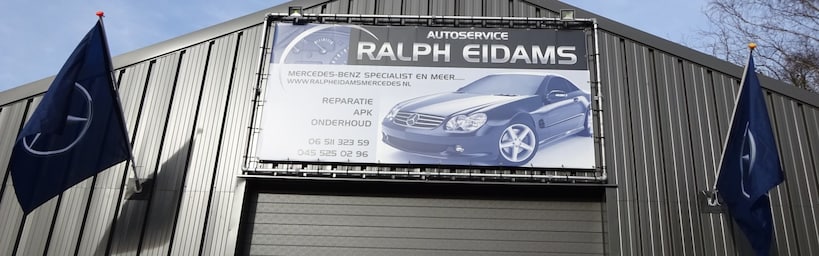 AUTOSERVICE
RALPH EIDAMS
MERCEDES-BENZ SPECIALIST EN MEER.....
WWW.RALPHEIDAMSMERCEDES.NL
REPARATIE
APK
ONDERHOUD
06 511 323 59
045 525 02 96